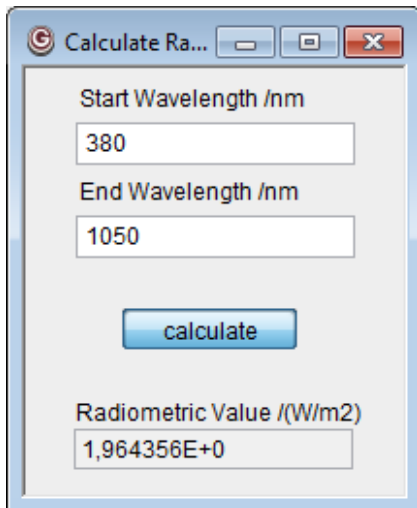 Calculate Ra...
Start Wavelength /nm
380
End Wavelength /nm
1050
calculate
Radiometric Value /(W/m2)
1,964356E+0